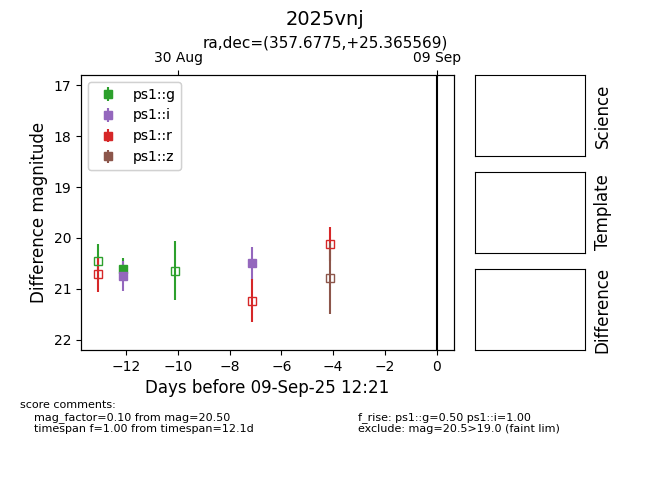 2025vnj
ra,dec=(357.6775,+25.365569)
30 Aug
09 Sep
ps1::g
ps1::i
ps1::r
ps1::z
17
18
19
20
21
22
Difference magnitude
−12
−10
−8
−6
−4
−2
0
Days before 09-Sep-25 12:21
Science
Template
Difference
score comments:
mag_factor=0.10 from mag=20.50
timespan f=1.00 from timespan=12.1d
f_rise: ps1::g=0.50 ps1::i=1.00
exclude: mag=20.5>19.0 (faint lim)